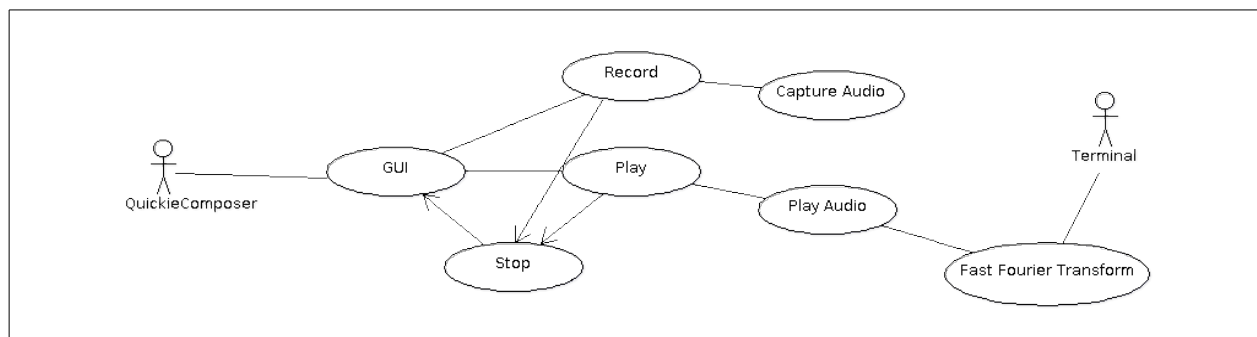 Record
Capture Audio
Terminal
GUI
Play
QuickieComposer
Play Audio
Stop
Fast Fourier Transform